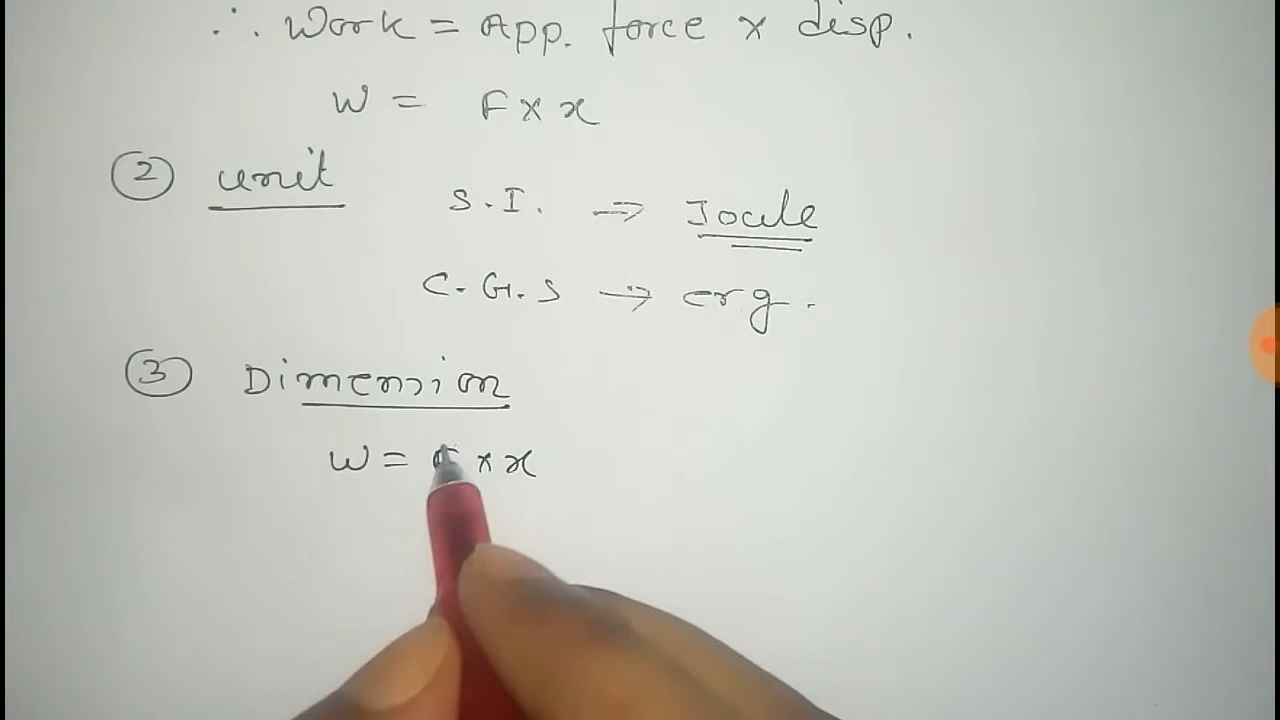 ∴ Work = App. force × disp.
W = F × x
② unit
S.I. → Joule
C.G.S → erg.
③ Dimension
W = F × x